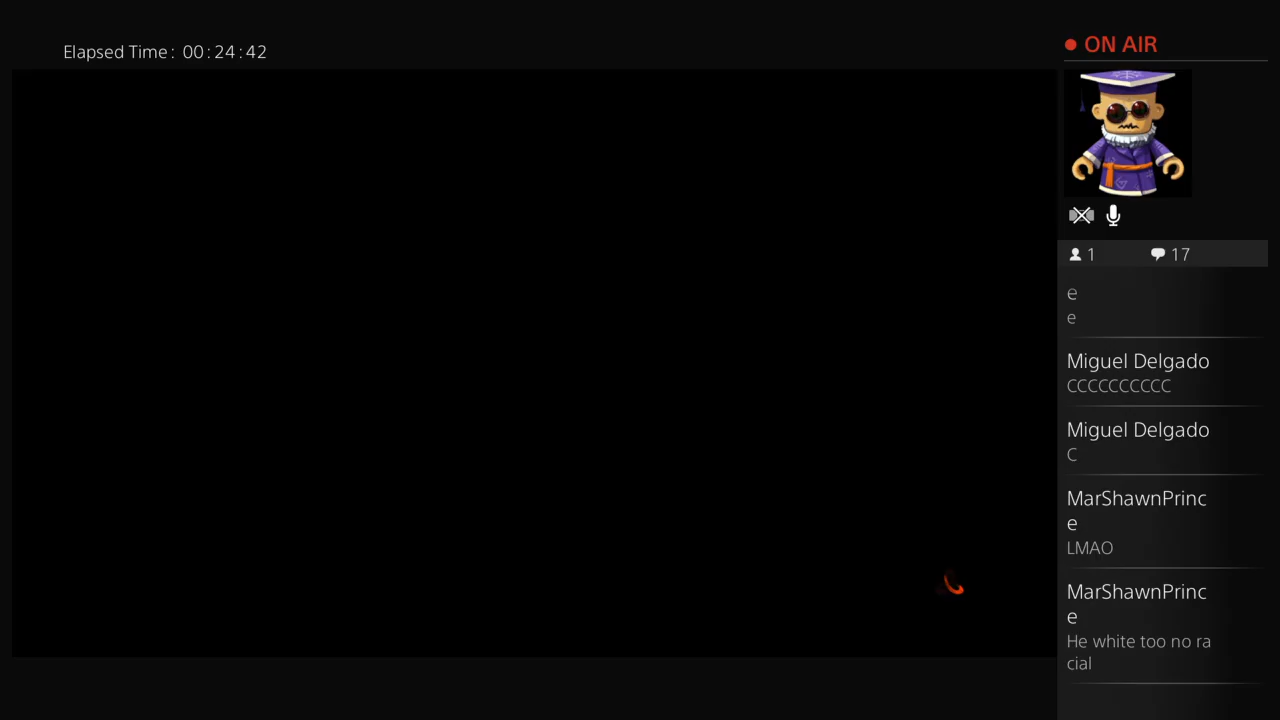 Elapsed Time: 00:24:42
ON AIR
1 17
e
e
Miguel Delgado
CCCCCCCCCC
Miguel Delgado
C
MarShawnPrinc
e
LMAO
MarShawnPrinc
e
He white too no ra
cial